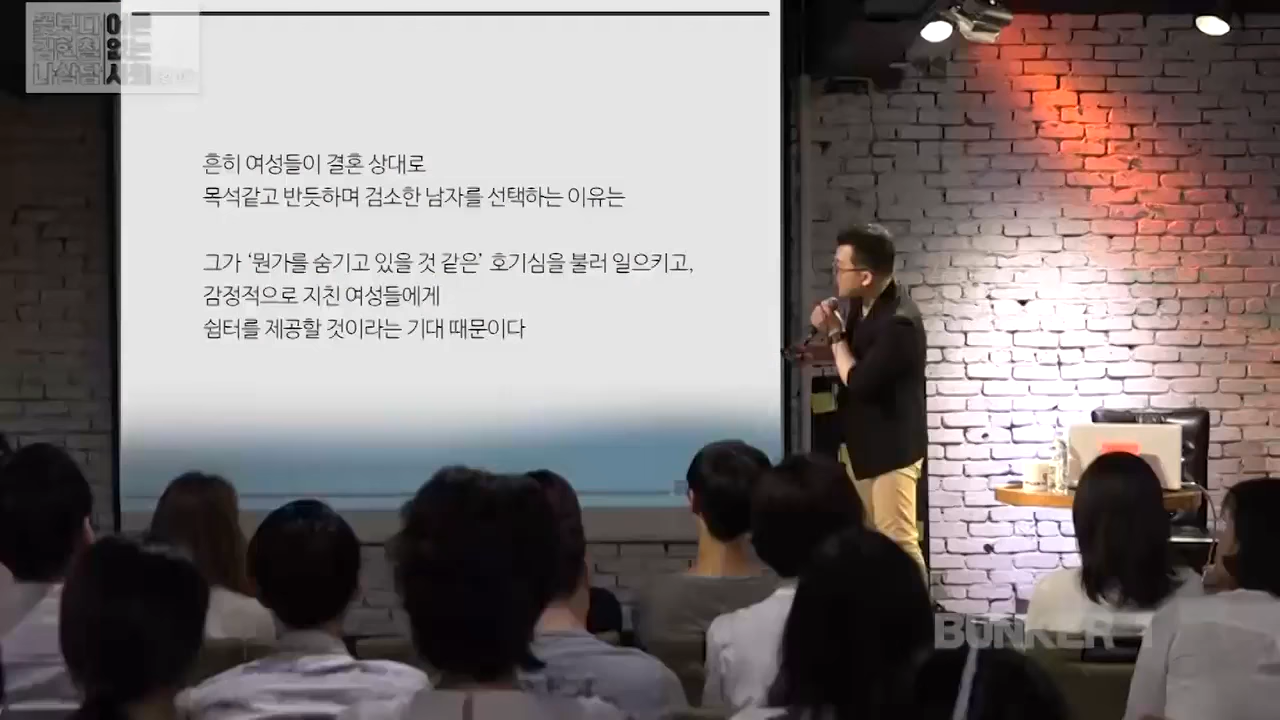 흔히 여성들이 결혼 상대로
목석같고 반듯하며 검소한 남자를 선택하는 이유는
그가 ‘뭔가를 숨기고 있을 것 같은’ 호기심을 불러 일으키고,
감정적으로 지친 여성들에게
쉼터를 제공할 것이라는 기대 때문이다
BUNKER 1